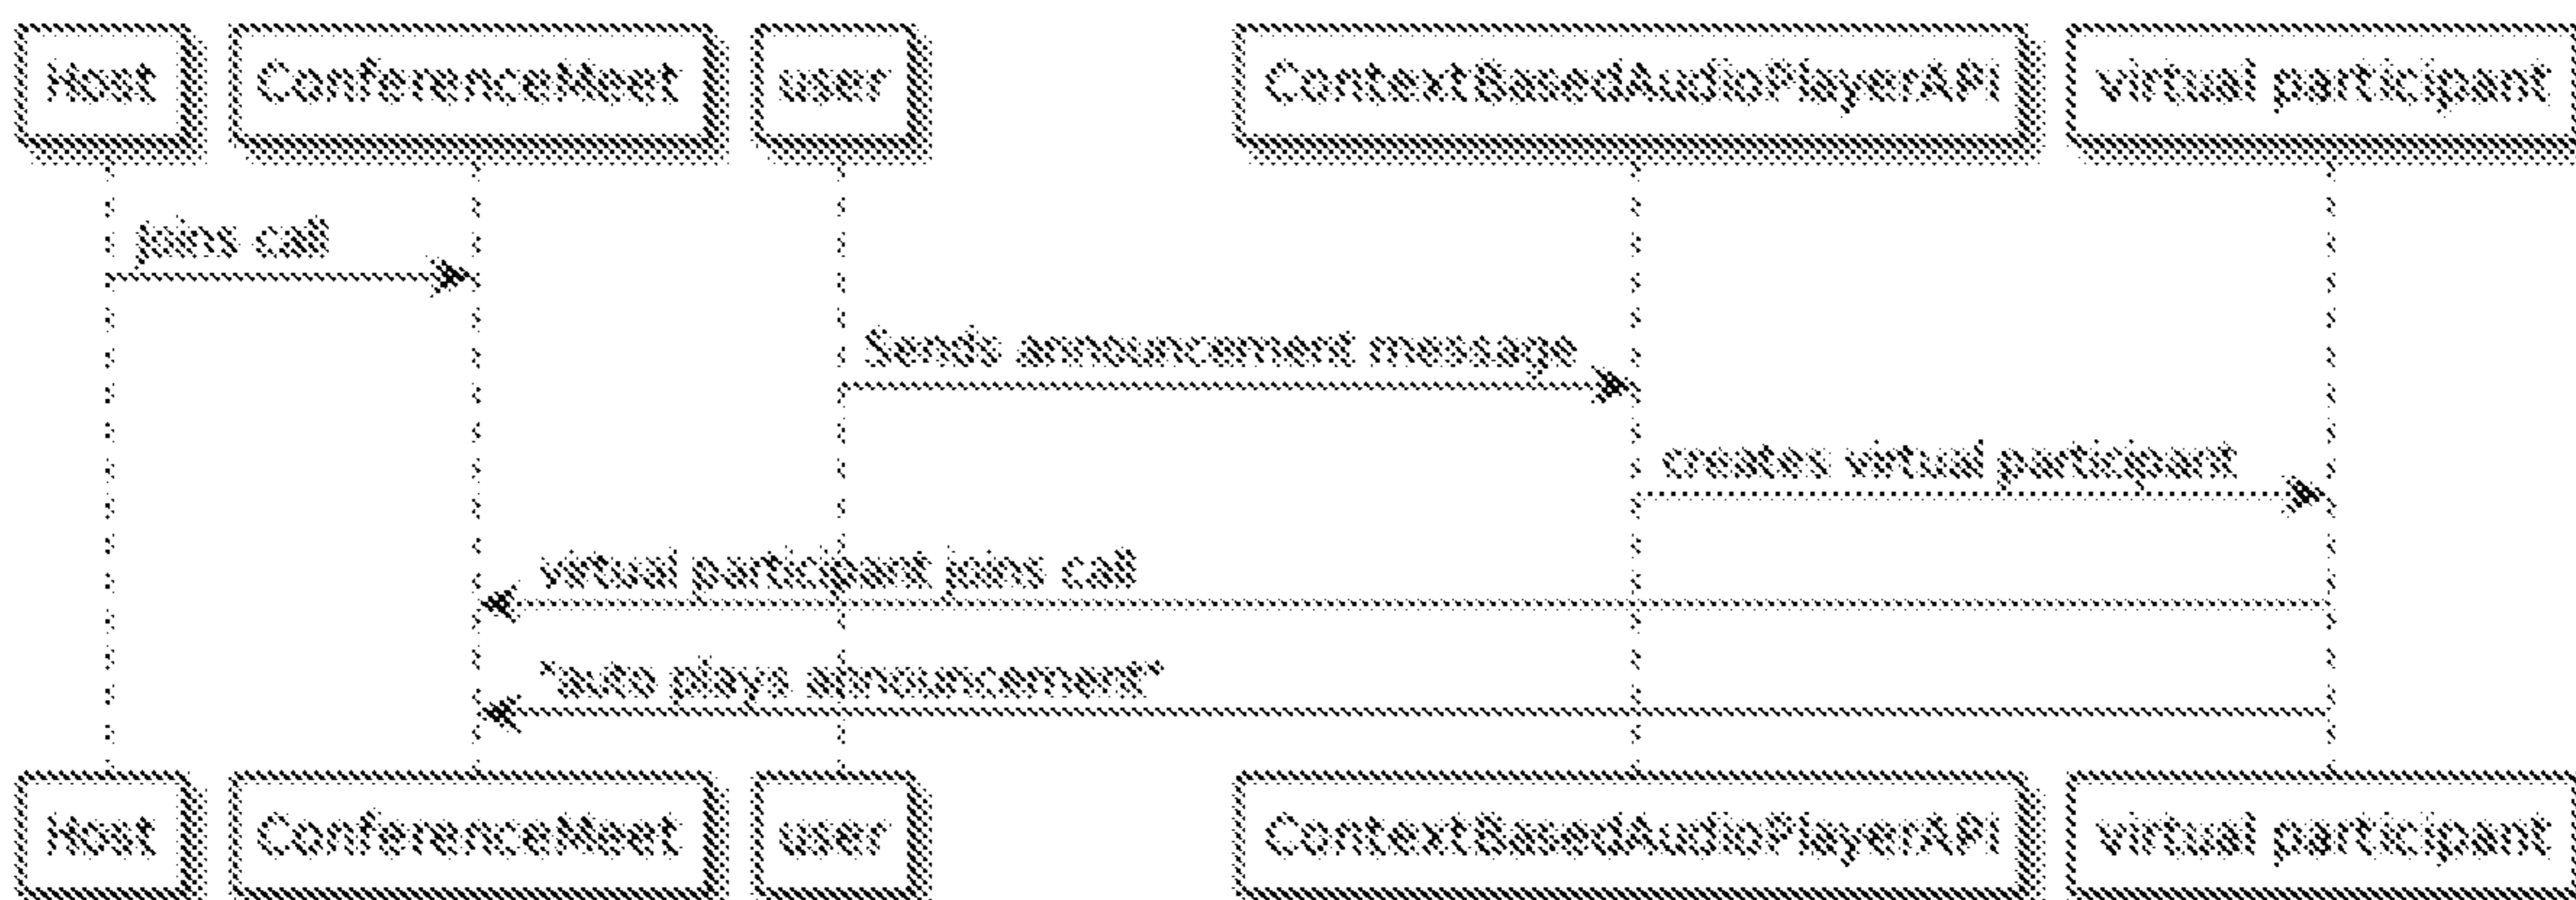 Host
ConferenceMeet
user
ContextBasedAudioPlayerAPI
virtual participant
joins call
Sends announcement message
creates virtual participant
virtual participant joins call
"auto plays announcement"
Host
ConferenceMeet
user
ContextBasedAudioPlayerAPI
virtual participant